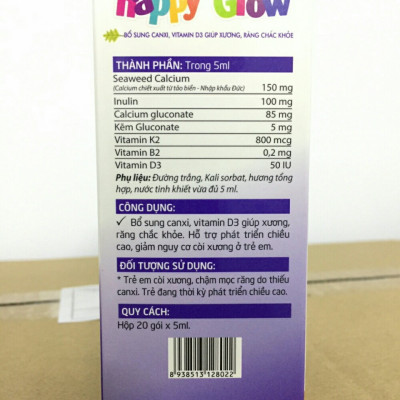 happy Grow
BỔ SUNG CANXI, VITAMIN D3 GIÚP XƯƠNG, RĂNG CHẮC KHỎE
THÀNH PHẦN: Trong 5ml
Seaweed Calcium 150 mg
(Calcium chiết xuất từ tảo biển - Nhập khẩu Đức)
Inulin 100 mg
Calcium gluconate 85 mg
Kẽm Gluconate 5 mg
Vitamin K2 800 mcg
Vitamin B2 0,2 mg
Vitamin D3 50 IU
Phụ liệu: Đường trắng, Kali sorbat, hương tổng
hợp, nước tinh khiết vừa đủ 5 ml.
CÔNG DỤNG:
✓ Bổ sung canxi, vitamin D3 giúp xương,
răng chắc khỏe. Hỗ trợ phát triển chiều
cao, giảm nguy cơ còi xương ở trẻ em.
ĐỐI TƯỢNG SỬ DỤNG:
* Trẻ em còi xương, chậm mọc răng do thiếu
canxi. Trẻ đang thời kỳ phát triển chiều cao.
QUY CÁCH:
Hộp 20 gói x 5ml.
8 938513 128022